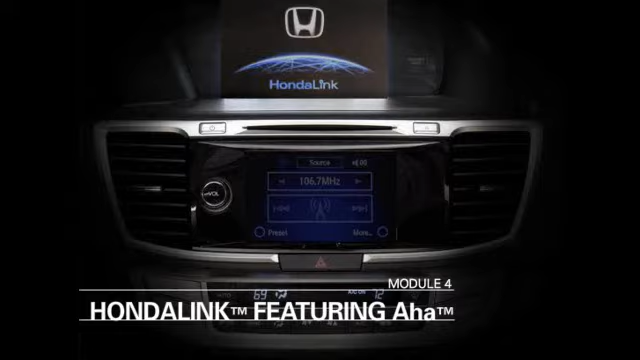 HondaLink
Source
106.7MHz
Preset
More..
MODULE 4
HONDALINK™ FEATURING Aha™